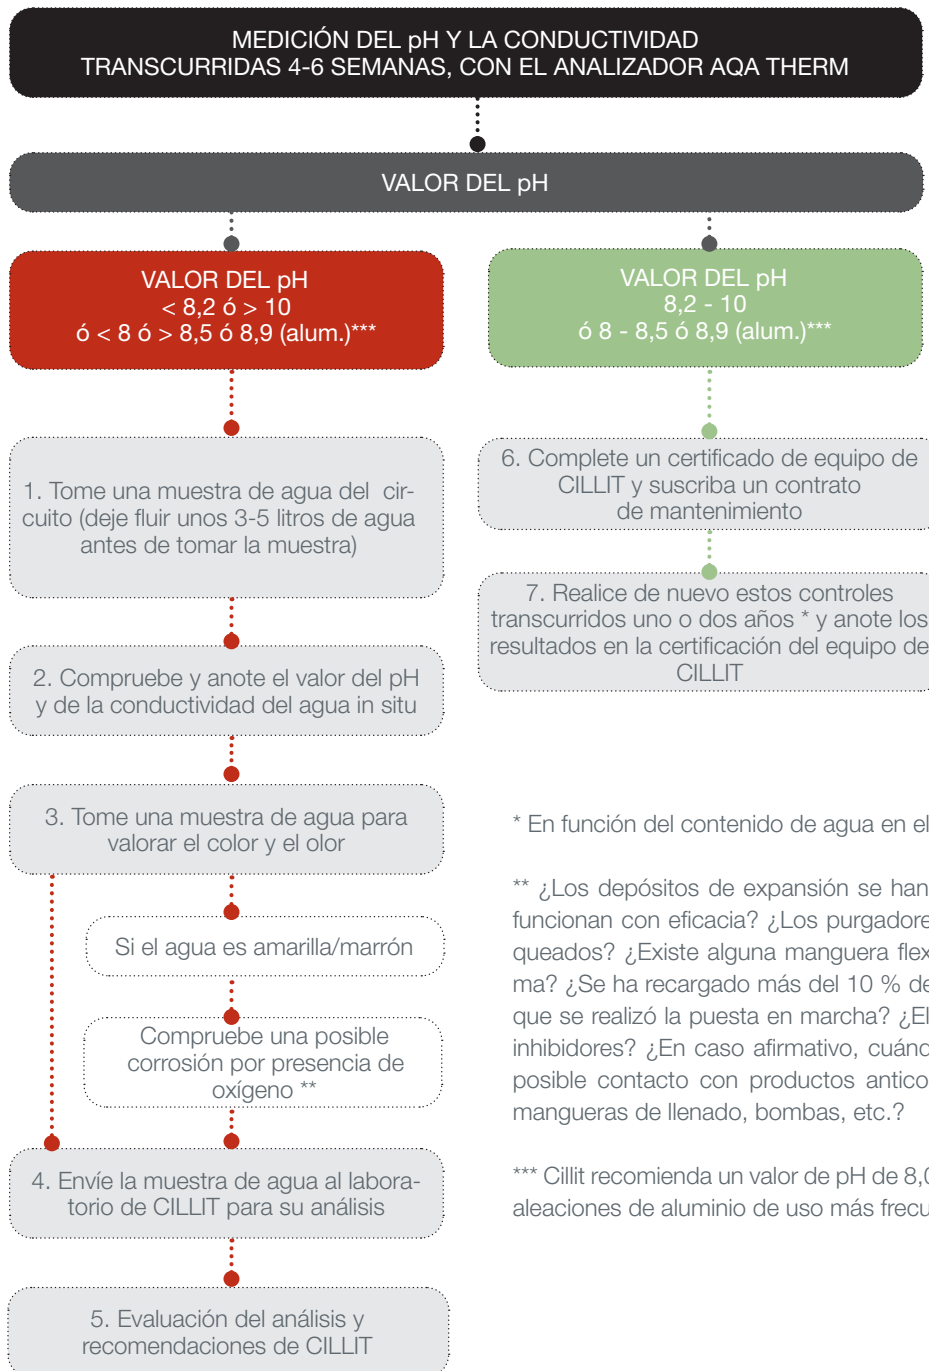 MEDICIÓN DEL pH Y LA CONDUCTIVIDAD
TRANSCURRIDAS 4-6 SEMANAS, CON EL ANALIZADOR AQA THERM
VALOR DEL pH
VALOR DEL pH
< 8,2 ó > 10
ó < 8 ó > 8,5 ó 8,9 (alum.)***
1. Tome una muestra de agua del cir-
cuito (deje fluir unos 3-5 litros de agua
antes de tomar la muestra)
2. Compruebe y anote el valor del pH
y de la conductividad del agua in situ
3. Tome una muestra de agua para
valorar el color y el olor
Si el agua es amarilla/marrón
Compruebe una posible
corrosión por presencia de
oxígeno **
4. Envíe la muestra de agua al labora-
torio de CILLIT para su análisis
5. Evaluación del análisis y
recomendaciones de CILLIT
VALOR DEL pH
8,2 - 10
ó 8 - 8,5 ó 8,9 (alum.)***
6. Complete un certificado de equipo de
CILLIT y suscriba un contrato
de mantenimiento
7. Realice de nuevo estos controles
transcurridos uno o dos años * y anote los
resultados en la certificación del equipo de
CILLIT
* En función del contenido de agua en el
** ¿Los depósitos de expansión se han
funcionan con eficacia? ¿Los purgadore
queados? ¿Existe alguna manguera flex
ma? ¿Se ha recargado más del 10 % de
que se realizó la puesta en marcha? ¿El
inhibidores? ¿En caso afirmativo, cuánd
posible contacto con productos antico
mangueras de llenado, bombas, etc.?
*** Cillit recomienda un valor de pH de 8,0
aleaciones de aluminio de uso más frecu